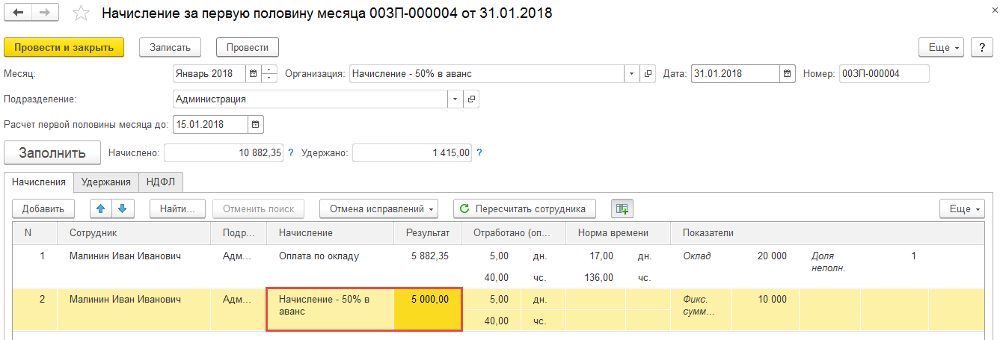 Начисление за первую половину месяца 00ЗП-000004 от 31.01.2018
Провести и закрыть Записать Провести Еще ?
Месяц: Январь 2018 Организация: Начисление - 50% в аванс Дата: 31.01.2018 Номер: 00ЗП-000004
Подразделение: Администрация
Расчет первой половины месяца до: 15.01.2018
Заполнить Начислено: 10 882,35 ? Удержано: 1 415,00 ?
Начисления Удержания НДФЛ
Добавить Найти... Отменить поиск Отмена исправлений Пересчитать сотрудника Еще
N Сотрудник Подр... Начисление Результат Отработано (оп... Норма времени Показатели
1 Малинин Иван Иванович Адм... Оплата по окладу 5 882,35 5,00 дн. 17,00 дн. Оклад 20 000 Доля 1
неполн.
40,00 чс. 136,00 чс.
2 Малинин Иван Иванович Адм... Начисление - 50% в 5 000,00 5,00 дн. Фикс. 10 000
аванс сумм...
40,00 чс.